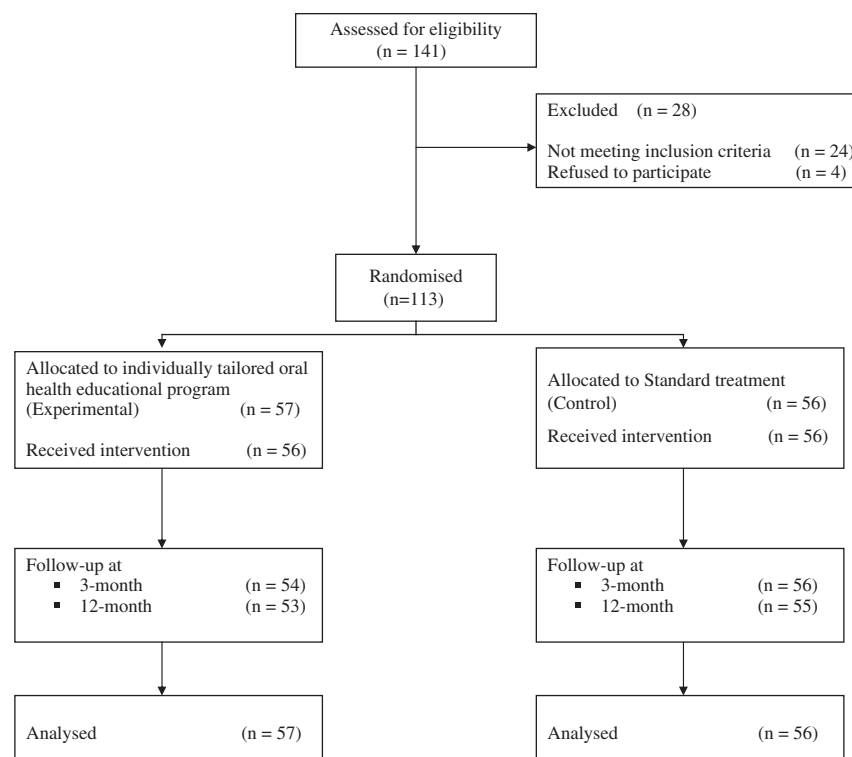 Assessed for eligibility
(n = 141)
Excluded (n = 28)
Not meeting inclusion criteria (n = 24)
Refused to participate (n = 4)
Randomised
(n=113)
Allocated to individually tailored oral
health educational program
(Experimental) (n = 57)
Received intervention (n = 56)
Allocated to Standard treatment
(Control) (n = 56)
Received intervention (n = 56)
Follow-up at
▪ 3-month (n = 54)
▪ 12-month (n = 53)
Follow-up at
▪ 3-month (n = 56)
▪ 12-month (n = 55)
Analysed (n = 57)
Analysed (n = 56)